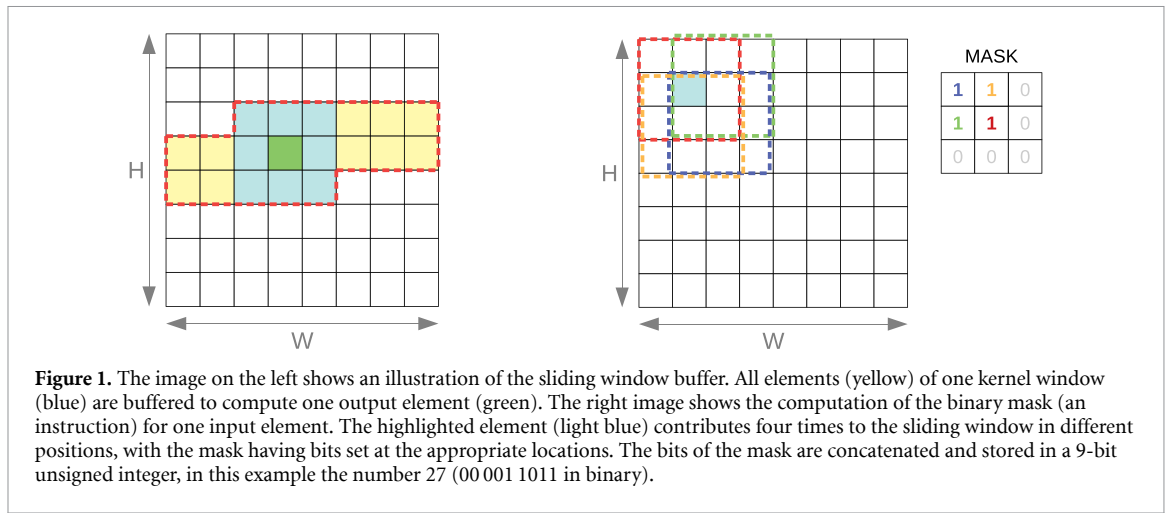 H
W
H
W
MASK
1 1 0
1 1 0
0 0 0
Figure 1. The image on the left shows an illustration of the sliding window buffer. All elements (yellow) of one kernel window
(blue) are buffered to compute one output element (green). The right image shows the computation of the binary mask (an
instruction) for one input element. The highlighted element (light blue) contributes four times to the sliding window in different
positions, with the mask having bits set at the appropriate locations. The bits of the mask are concatenated and stored in a 9-bit
unsigned integer, in this example the number 27 (00 001 1011 in binary).